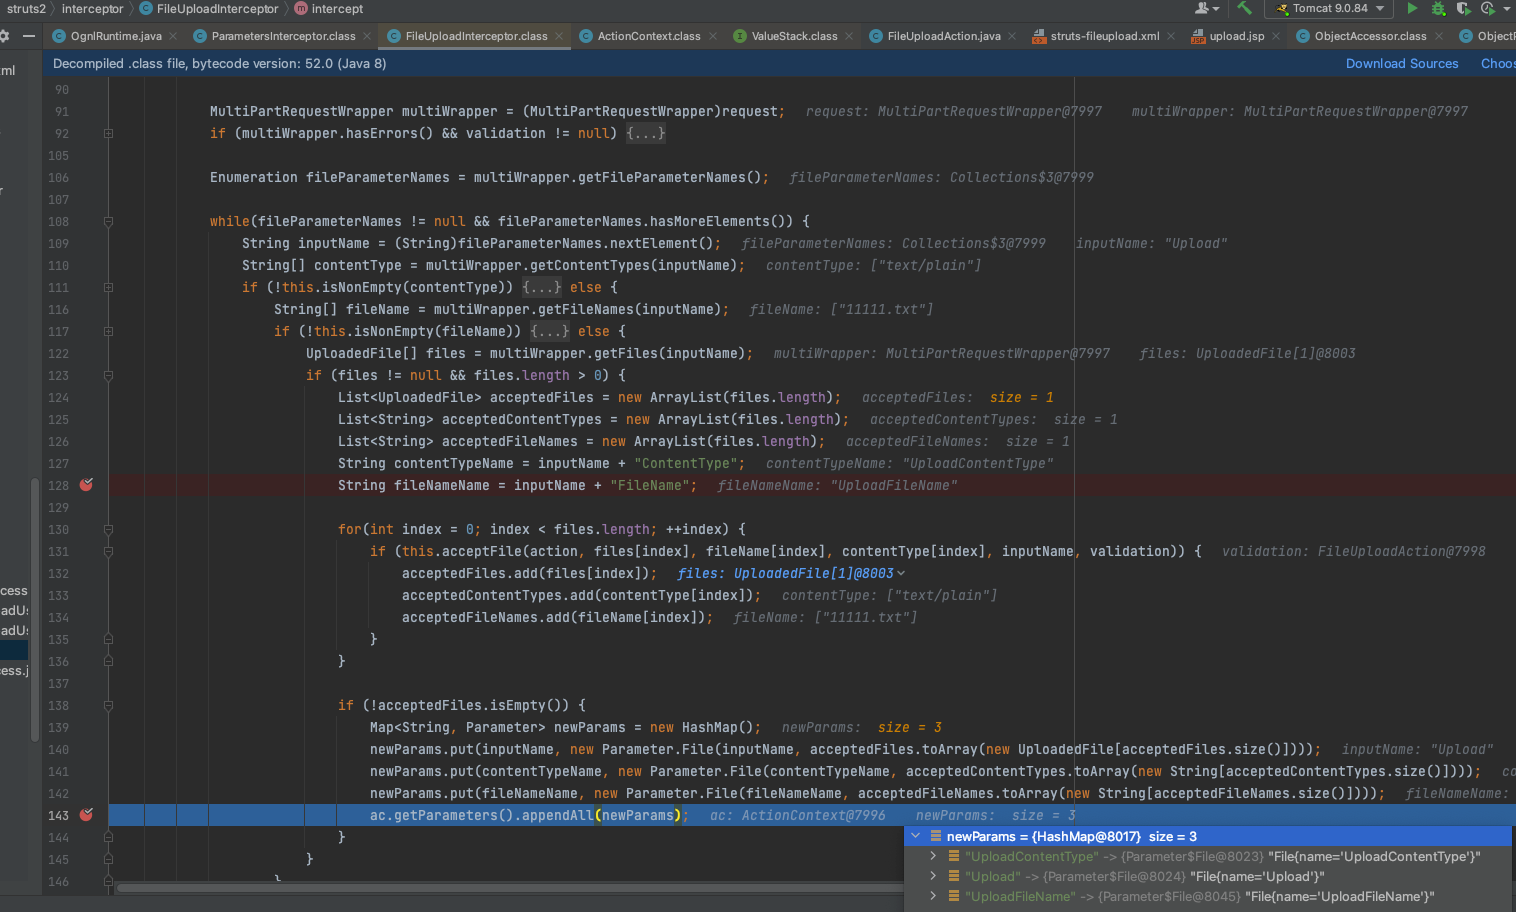 struts2 interceptor FileUploadInterceptor intercept Tomcat 9.0.84
OgnlRuntime.java ParametersInterceptor.class FileUploadInterceptor.class ActionContext.class ValueStack.class FileUploadAction.java struts-fileupload.xml upload.jsp ObjectAccessor.class ObjectP
Decompiled .class file, bytecode version: 52.0 (Java 8) Download Sources Choos
90
91 MultiPartRequestWrapper multiWrapper = (MultiPartRequestWrapper)request; request: MultiPartRequestWrapper@7997 multiWrapper: MultiPartRequestWrapper@7997
92 if (multiWrapper.hasErrors() && validation != null) {...}
105
106 Enumeration fileParameterNames = multiWrapper.getFileParameterNames(); fileParameterNames: Collections$3@7999
107
108 while(fileParameterNames != null && fileParameterNames.hasMoreElements()) {
109 String inputName = (String)fileParameterNames.nextElement(); fileParameterNames: Collections$3@7999 inputName: "Upload"
110 String[] contentType = multiWrapper.getContentTypes(inputName); contentType: ["text/plain"]
111 if (!this.isNonEmpty(contentType)) {...} else {
116 String[] fileName = multiWrapper.getFileNames(inputName); fileName: ["11111.txt"]
117 if (!this.isNonEmpty(fileName)) {...} else {
122 UploadedFile[] files = multiWrapper.getFiles(inputName); multiWrapper: MultiPartRequestWrapper@7997 files: UploadedFile[1]@8003
123 if (files != null && files.length > 0) {
124 List<UploadedFile> acceptedFiles = new ArrayList(files.length); acceptedFiles: size = 1
125 List<String> acceptedContentTypes = new ArrayList(files.length); acceptedContentTypes: size = 1
126 List<String> acceptedFileNames = new ArrayList(files.length); acceptedFileNames: size = 1
127 String contentTypeName = inputName + "ContentType"; contentTypeName: "UploadContentType"
128 String fileNameName = inputName + "FileName"; fileNameName: "UploadFileName"
129
130 for(int index = 0; index < files.length; ++index) {
131 if (this.acceptFile(action, files[index], fileName[index], contentType[index], inputName, validation)) { validation: FileUploadAction@7998
132 acceptedFiles.add(files[index]); files: UploadedFile[1]@8003
133 acceptedContentTypes.add(contentType[index]); contentType: ["text/plain"]
134 acceptedFileNames.add(fileName[index]); fileName: ["11111.txt"]
135 }
136 }
137
138 if (!acceptedFiles.isEmpty()) {
139 Map<String, Parameter> newParams = new HashMap(); newParams: size = 3
140 newParams.put(inputName, new Parameter.File(inputName, acceptedFiles.toArray(new UploadedFile[acceptedFiles.size()]))); inputName: "Upload"
141 newParams.put(contentTypeName, new Parameter.File(contentTypeName, acceptedContentTypes.toArray(new String[acceptedContentTypes.size()]))); co
142 newParams.put(fileNameName, new Parameter.File(fileNameName, acceptedFileNames.toArray(new String[acceptedFileNames.size()]))); fileNameName:
143 ac.getParameters().appendAll(newParams); ac: ActionContext@7996 newParams: size = 3
144 }
145 }
146 }
newParams = {HashMap@8017} size = 3
"UploadContentType" -> {Parameter$File@8023} "File{name='UploadContentType'}"
"Upload" -> {Parameter$File@8024} "File{name='Upload'}"
"UploadFileName" -> {Parameter$File@8045} "File{name='UploadFileName'}"
ml
r
cess
adUs
adUs
ess.j